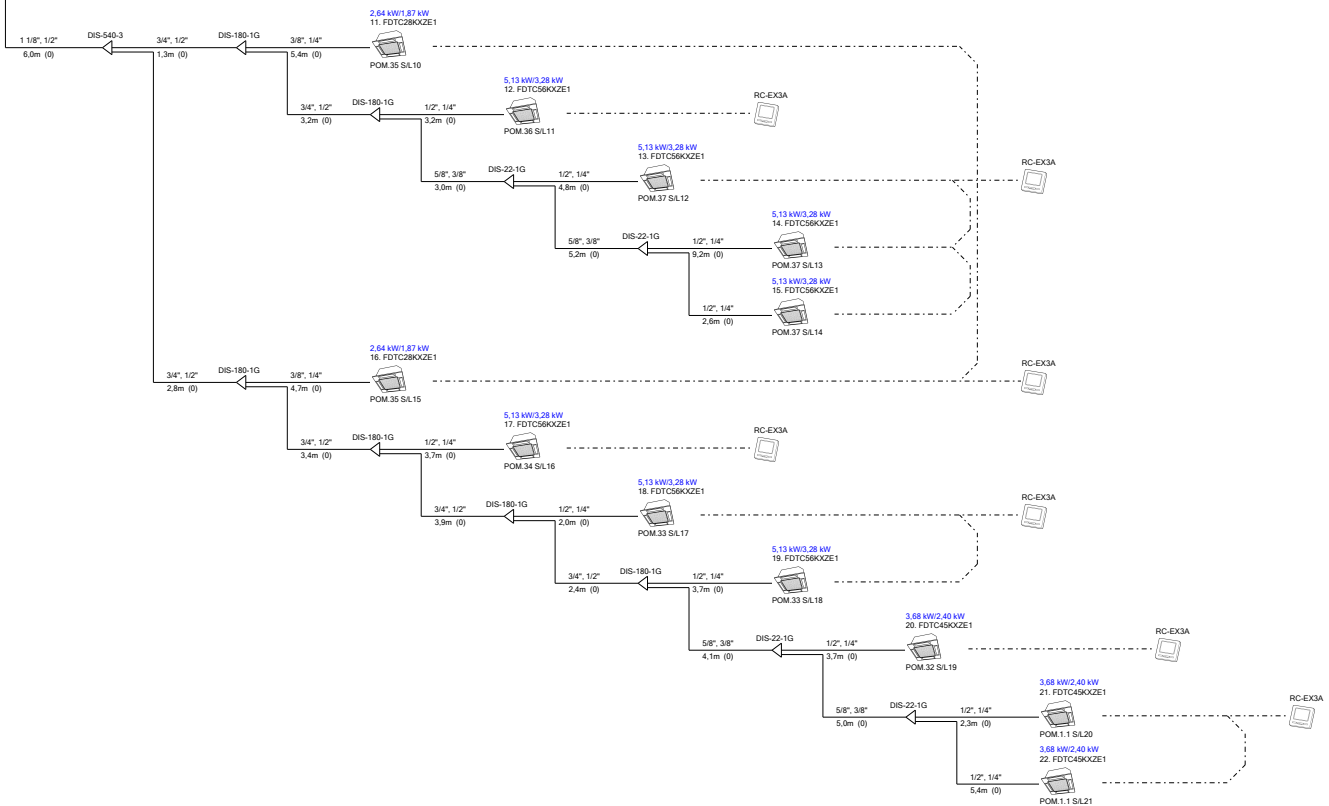 2,64 kW/1,87 kW
11. FDTC28KXZE1
1 1/8", 1/2"
DIS-540-3
3/4", 1/2"
DIS-180-1G
3/8", 1/4"
6,0m (0)
1,3m (0)
5,4m (0)
POM.35 S/L10
5,13 kW/3,28 kW
12. FDTC56KXZE1
RC-EX3A
3/4", 1/2"
DIS-180-1G
1/2", 1/4"
3,2m (0)
3,2m (0)
POM.36 S/L11
5,13 kW/3,28 kW
13. FDTC56KXZE1
RC-EX3A
5/8", 3/8"
DIS-22-1G
1/2", 1/4"
3,0m (0)
4,8m (0)
POM.37 S/L12
5,13 kW/3,28 kW
14. FDTC56KXZE1
5/8", 3/8"
DIS-22-1G
1/2", 1/4"
5,2m (0)
9,2m (0)
POM.37 S/L13
5,13 kW/3,28 kW
15. FDTC56KXZE1
1/2", 1/4"
2,6m (0)
POM.37 S/L14
2,64 kW/1,87 kW
16. FDTC28KXZE1
RC-EX3A
3/4", 1/2"
DIS-180-1G
3/8", 1/4"
2,8m (0)
4,7m (0)
POM.35 S/L15
5,13 kW/3,28 kW
17. FDTC56KXZE1
RC-EX3A
3/4", 1/2"
DIS-180-1G
1/2", 1/4"
3,4m (0)
3,7m (0)
POM.34 S/L16
5,13 kW/3,28 kW
18. FDTC56KXZE1
RC-EX3A
3/4", 1/2"
DIS-180-1G
1/2", 1/4"
3,9m (0)
2,0m (0)
POM.33 S/L17
5,13 kW/3,28 kW
19. FDTC56KXZE1
3/4", 1/2"
DIS-180-1G
1/2", 1/4"
2,4m (0)
3,7m (0)
POM.33 S/L18
3,68 kW/2,40 kW
20. FDTC45KXZE1
RC-EX3A
5/8", 3/8"
DIS-22-1G
1/2", 1/4"
4,1m (0)
3,7m (0)
POM.32 S/L19
3,68 kW/2,40 kW
21. FDTC45KXZE1
RC-EX3A
5/8", 3/8"
DIS-22-1G
1/2", 1/4"
5,0m (0)
2,3m (0)
POM.1.1 S/L20
3,68 kW/2,40 kW
22. FDTC45KXZE1
1/2", 1/4"
5,4m (0)
POM.1.1 S/L21